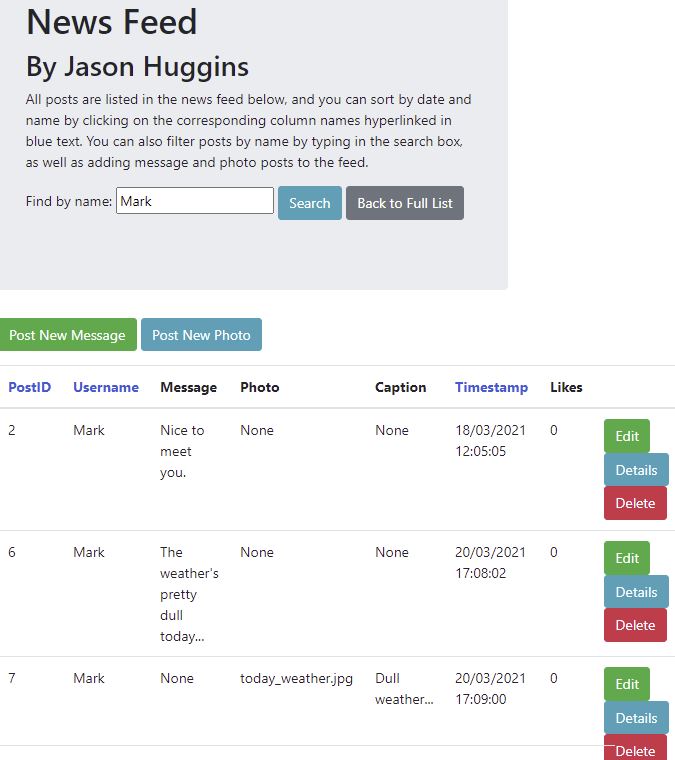 News Feed
By Jason Huggins
All posts are listed in the news feed below, and you can sort by date and
name by clicking on the corresponding column names hyperlinked in
blue text. You can also filter posts by name by typing in the search box,
as well as adding message and photo posts to the feed.
Find by name: Mark Search Back to Full List
Post New Message Post New Photo
PostID Username Message Photo Caption Timestamp Likes
2 Mark Nice to None None 18/03/2021 0 Edit
meet 12:05:05
you. Details
Delete
6 Mark The None None 20/03/2021 0 Edit
weather's 17:08:02
pretty Details
dull
today... Delete
7 Mark None today_weather.jpg Dull 20/03/2021 0 Edit
weather... 17:09:00
Details
Delete